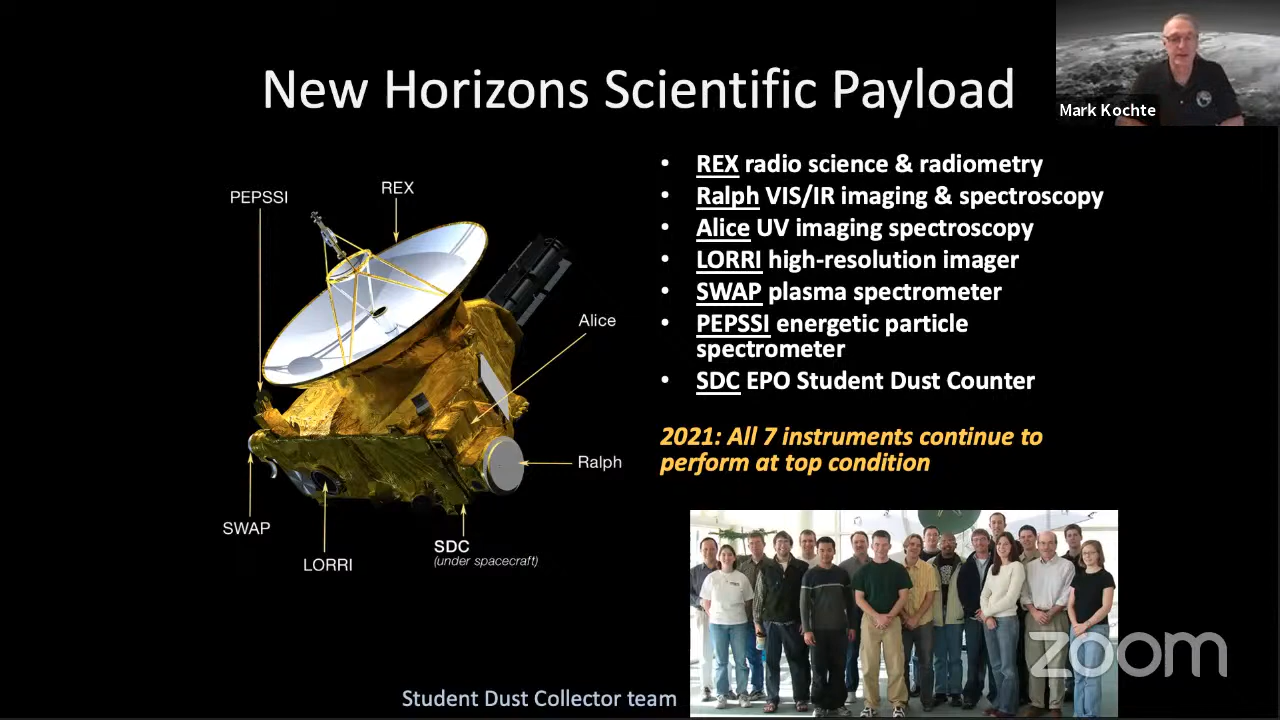 New Horizons Scientific Payload
Mark Kochte
PEPSSI
REX
Alice
Ralph
SWAP
LORRI
SDC
(under spacecraft)
• REX radio science & radiometry
• Ralph VIS/IR imaging & spectroscopy
• Alice UV imaging spectroscopy
• LORRI high-resolution imager
• SWAP plasma spectrometer
• PEPSSI energetic particle
spectrometer
• SDC EPO Student Dust Counter
2021: All 7 instruments continue to
perform at top condition
Student Dust Collector team
zoom